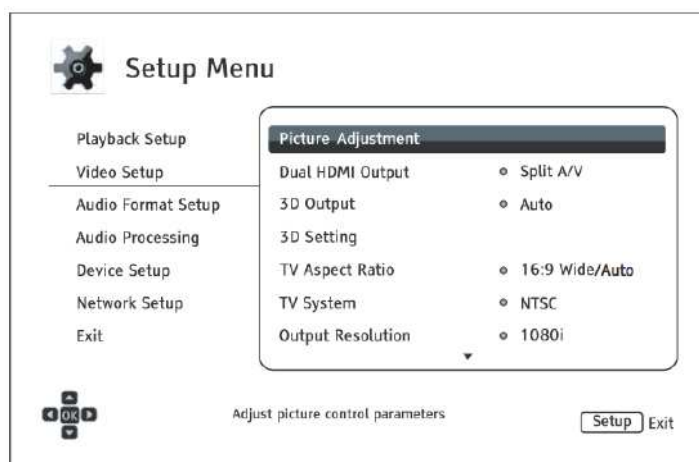 Setup Menu
Playback Setup
Video Setup
Audio Format Setup
Audio Processing
Device Setup
Network Setup
Exit
Picture Adjustment
Dual HDMI Output Split A/V
3D Output Auto
3D Setting
TV Aspect Ratio 16:9 Wide/Auto
TV System NTSC
Output Resolution 1080i
OK
Adjust picture control parameters
Setup Exit